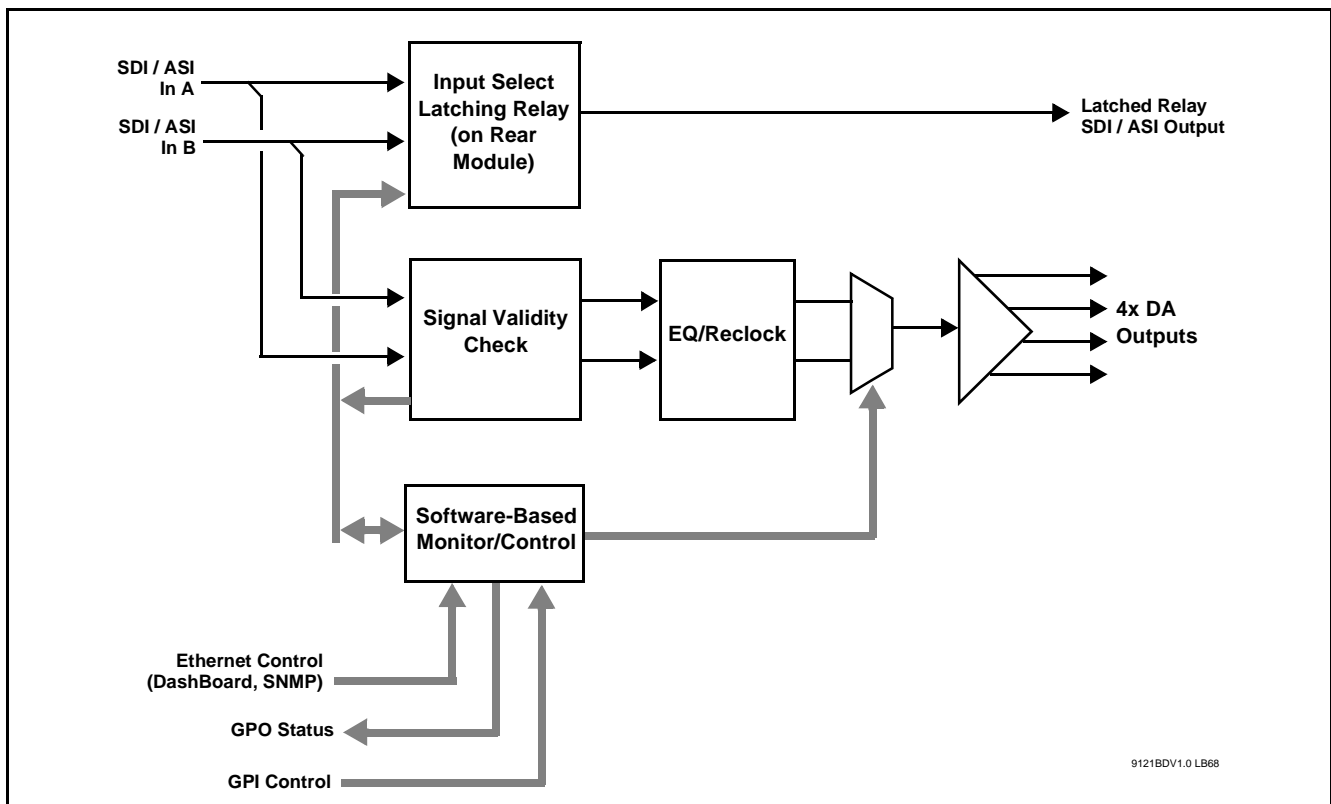 SDI / ASI
In A
SDI / ASI
In B
Input Select
Latching Relay
(on Rear
Module)
Latched Relay
SDI / ASI Output
Signal Validity
Check
EQ/Reclock
4x DA
Outputs
Software-Based
Monitor/Control
Ethernet Control
(DashBoard, SNMP)
GPO Status
GPI Control
9121BDV1.0 LB68